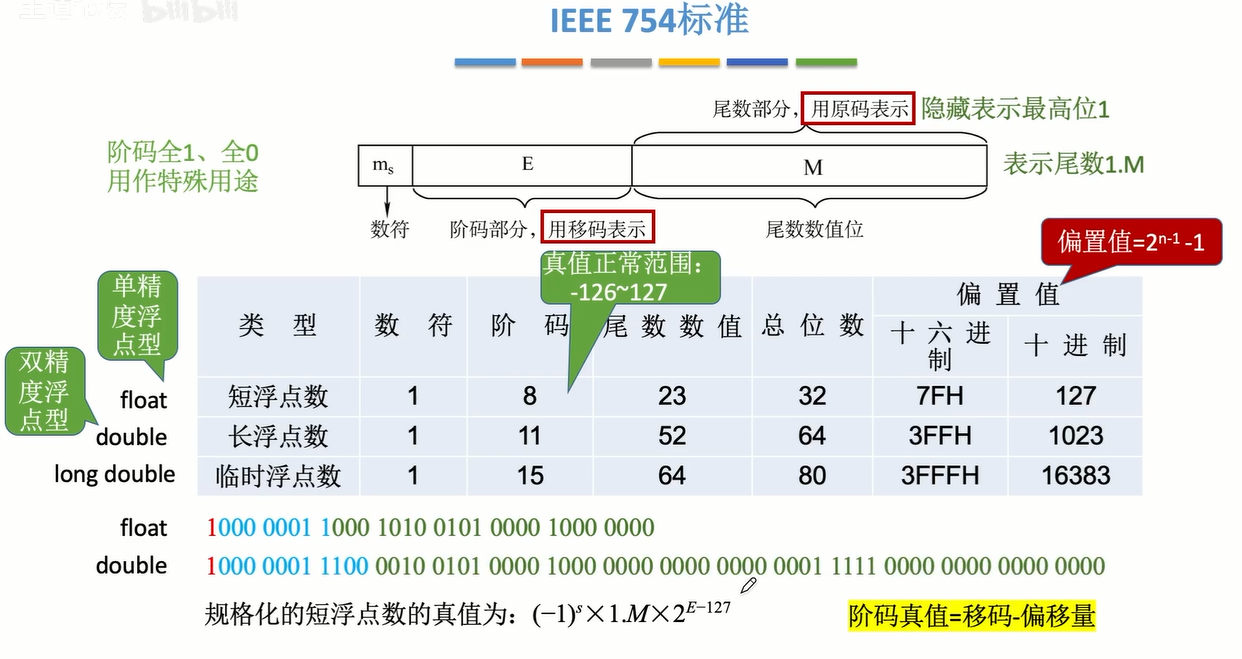 王道论坛 bilibili
IEEE 754标准
尾数部分，用原码表示 隐藏表示最高位1
阶码全1、全0
用作特殊用途
mₛ E M
表示尾数1.M
数符 阶码部分，用移码表示 尾数数值位
偏置值=2ⁿ⁻¹ -1
真值正常范围：
-126~127
单精
度浮
点型
双精
度浮
点型
类 型 数 符 阶 码 尾 数 数 值 总 位 数 偏 置 值
十 六 进
制
十 进 制
float 短浮点数 1 8 23 32 7FH 127
double 长浮点数 1 11 52 64 3FFH 1023
long double 临时浮点数 1 15 64 80 3FFFH 16383
float 1000 0001 1000 1010 0101 0000 1000 0000
double 1000 0001 1100 0010 0101 0000 1000 0000 0000 0000 0001 1111 0000 0000 0000 0000
规格化的短浮点数的真值为：(−1)ˢ×1.M×2ᴱ⁻¹²⁷
阶码真值=移码-偏移量